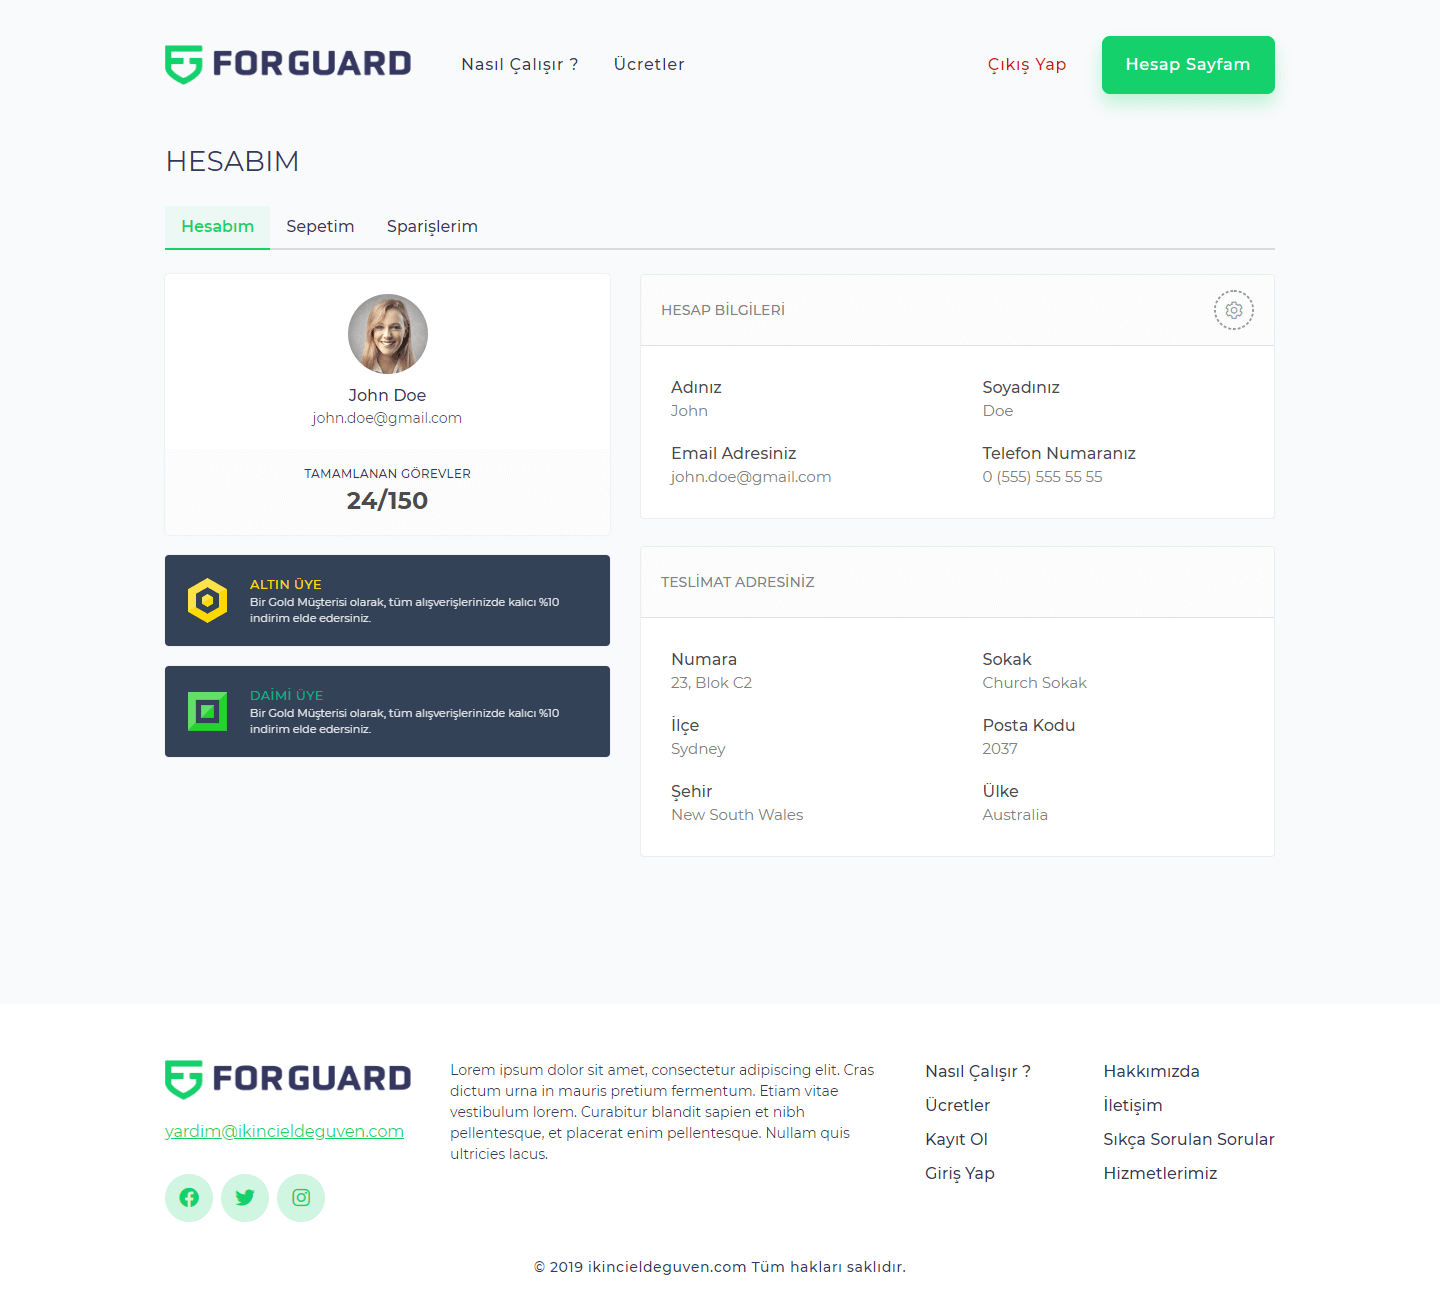 FORGUARD
Nasıl Çalışır ?
Ücretler
Çıkış Yap
Hesap Sayfam
HESABIM
Hesabım
Sepetim
Sparişlerim
John Doe
john.doe@gmail.com
TAMAMLANAN GÖREVLER
24/150
ALTIN ÜYE
Bir Gold Müşterisi olarak, tüm alışverişlerinizde kalıcı %10
indirim elde edersiniz.
DAİMİ ÜYE
Bir Gold Müşterisi olarak, tüm alışverişlerinizde kalıcı %10
indirim elde edersiniz.
HESAP BİLGİLERİ
Adınız
John
Soyadınız
Doe
Email Adresiniz
john.doe@gmail.com
Telefon Numaranız
0 (555) 555 55 55
TESLİMAT ADRESİNİZ
Numara
23, Blok C2
Sokak
Church Sokak
İlçe
Sydney
Posta Kodu
2037
Şehir
New South Wales
Ülke
Australia
FORGUARD
yardim@ikincieldeguven.com
Lorem ipsum dolor sit amet, consectetur adipiscing elit. Cras
dictum urna in mauris pretium fermentum. Etiam vitae
vestibulum lorem. Curabitur blandit sapien et nibh
pellentesque, et placerat enim pellentesque. Nullam quis
ultricies lacus.
Nasıl Çalışır ?
Ücretler
Kayıt Ol
Giriş Yap
Hakkımızda
İletişim
Sıkça Sorulan Sorular
Hizmetlerimiz
© 2019 ikincieldeguven.com Tüm hakları saklıdır.